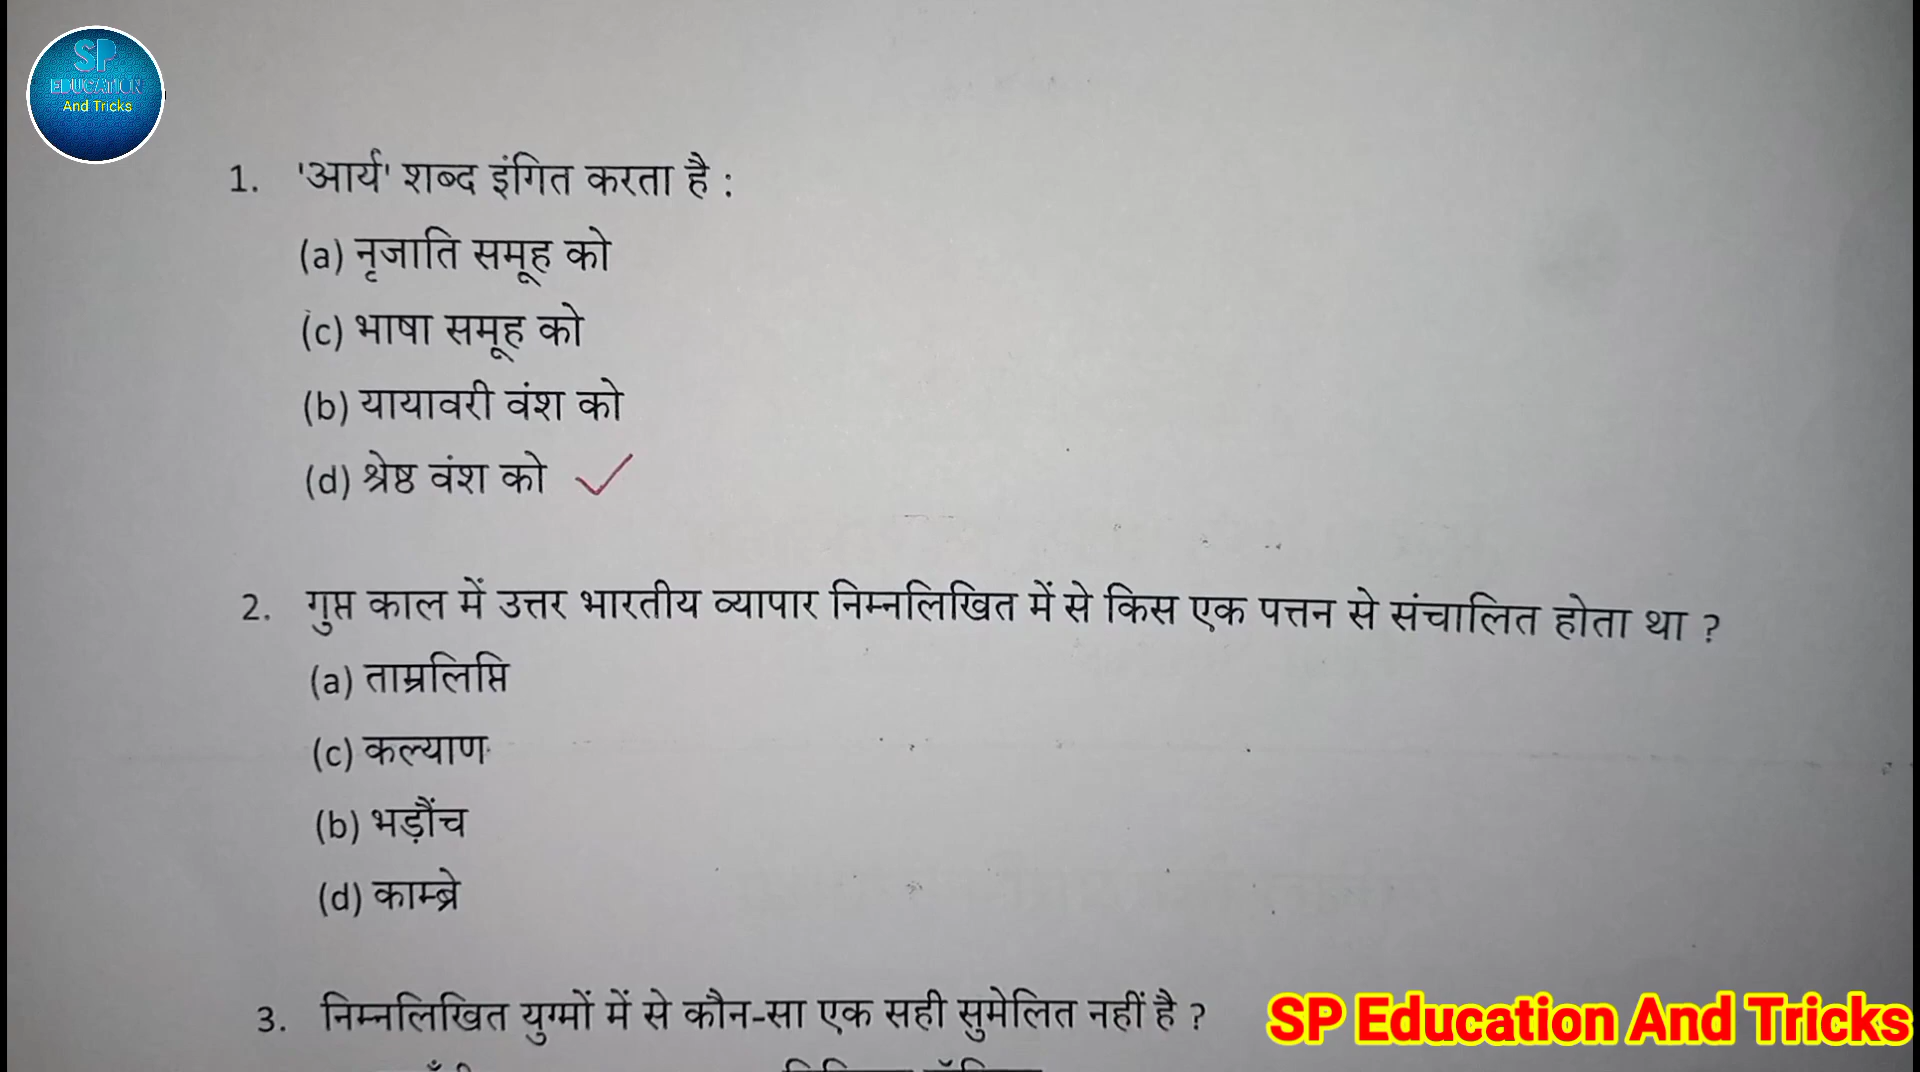 SP
EDUCATION
And Tricks
1. 'आर्य' शब्द इंगित करता है :
(a) नृजाति समूह को
(c) भाषा समूह को
(b) यायावरी वंश को
(d) श्रेष्ठ वंश को
2. गुप्त काल में उत्तर भारतीय व्यापार निम्नलिखित में से किस एक पत्तन से संचालित होता था ?
(a) ताम्रलिप्ति
(c) कल्याण
(b) भड़ौंच
(d) काम्ब्रे
3. निम्नलिखित युग्मों में से कौन-सा एक सही सुमेलित नहीं है ?
SP Education And Tricks